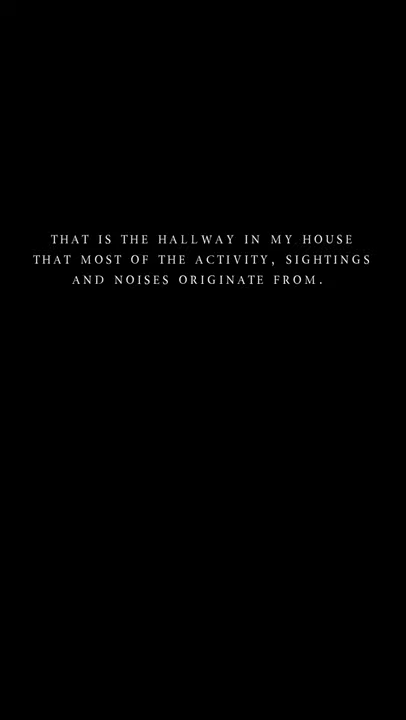 THAT IS THE HALLWAY IN MY HOUSE
THAT MOST OF THE ACTIVITY, SIGHTINGS
AND NOISES ORIGINATE FROM.